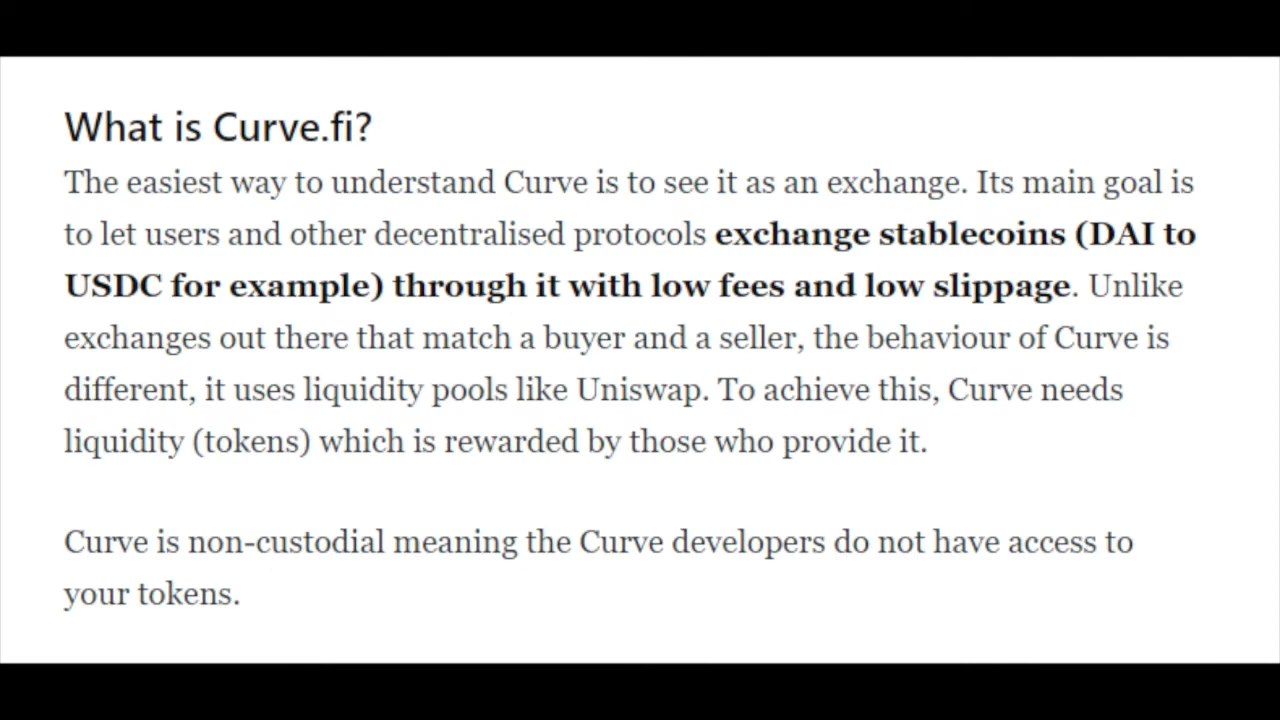 What is Curve.fi?
The easiest way to understand Curve is to see it as an exchange. Its main goal is
to let users and other decentralised protocols exchange stablecoins (DAI to
USDC for example) through it with low fees and low slippage. Unlike
exchanges out there that match a buyer and a seller, the behaviour of Curve is
different, it uses liquidity pools like Uniswap. To achieve this, Curve needs
liquidity (tokens) which is rewarded by those who provide it.
Curve is non-custodial meaning the Curve developers do not have access to
your tokens.